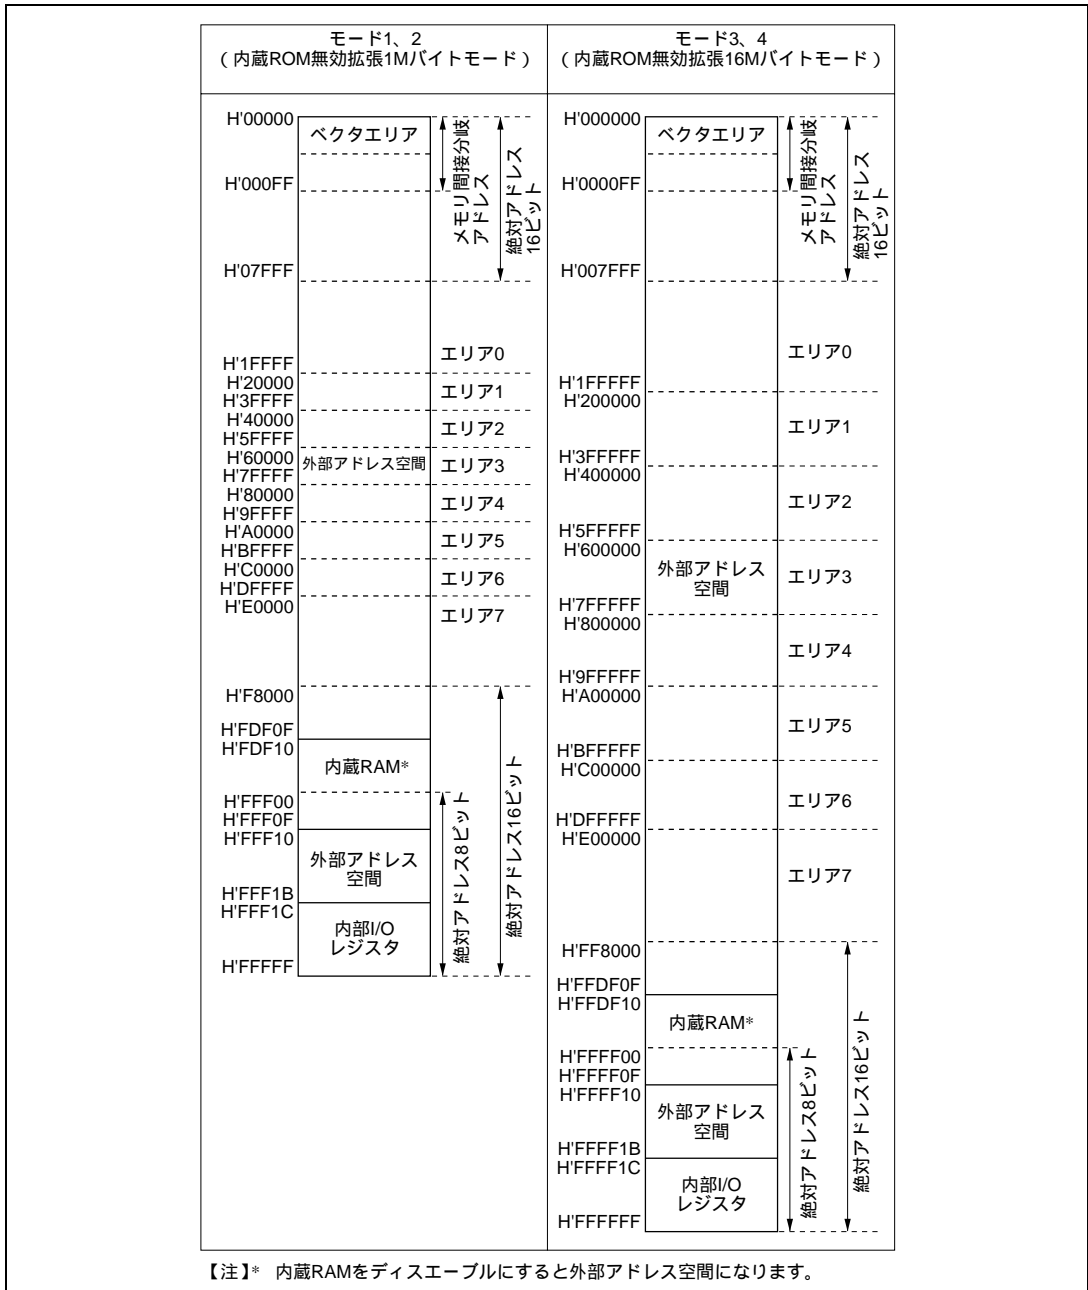 モード1、2
（内蔵ROM無効拡張1Mバイトモード）
H'00000
ベクタエリア
H'000FF
メモリ間接分岐
アドレス
絶対アドレス
16ビット
H'07FFF
エリア0
H'1FFFF
H'20000
エリア1
H'3FFFF
H'40000
エリア2
H'5FFFF
H'60000
外部アドレス空間
エリア3
H'7FFFF
H'80000
エリア4
H'9FFFF
H'A0000
エリア5
H'BFFFF
H'C0000
エリア6
H'DFFFF
H'E0000
エリア7
H'F8000
H'FDF0F
H'FDF10
内蔵RAM*
H'FFF00
H'FFF0F
H'FFF10
外部アドレス
空間
H'FFF1B
H'FFF1C
内部I/O
レジスタ
H'FFFFF
絶対アドレス8ビット
絶対アドレス16ビット
モード3、4
（内蔵ROM無効拡張16Mバイトモード）
H'000000
ベクタエリア
H'0000FF
メモリ間接分岐
アドレス
絶対アドレス
16ビット
H'007FFF
エリア0
H'1FFFFF
H'200000
エリア1
H'3FFFFF
H'400000
エリア2
H'5FFFFF
H'600000
外部アドレス
空間
エリア3
H'7FFFFF
H'800000
エリア4
H'9FFFFF
H'A00000
エリア5
H'BFFFFF
H'C00000
エリア6
H'DFFFFF
H'E00000
エリア7
H'FF8000
H'FFDF0F
H'FFDF10
内蔵RAM*
H'FFFF00
H'FFFF0F
H'FFFF10
外部アドレス
空間
H'FFFF1B
H'FFFF1C
内部I/O
レジスタ
H'FFFFFF
絶対アドレス8ビット
絶対アドレス16ビット
【注】* 内蔵RAMをディスエーブルにすると外部アドレス空間になります。